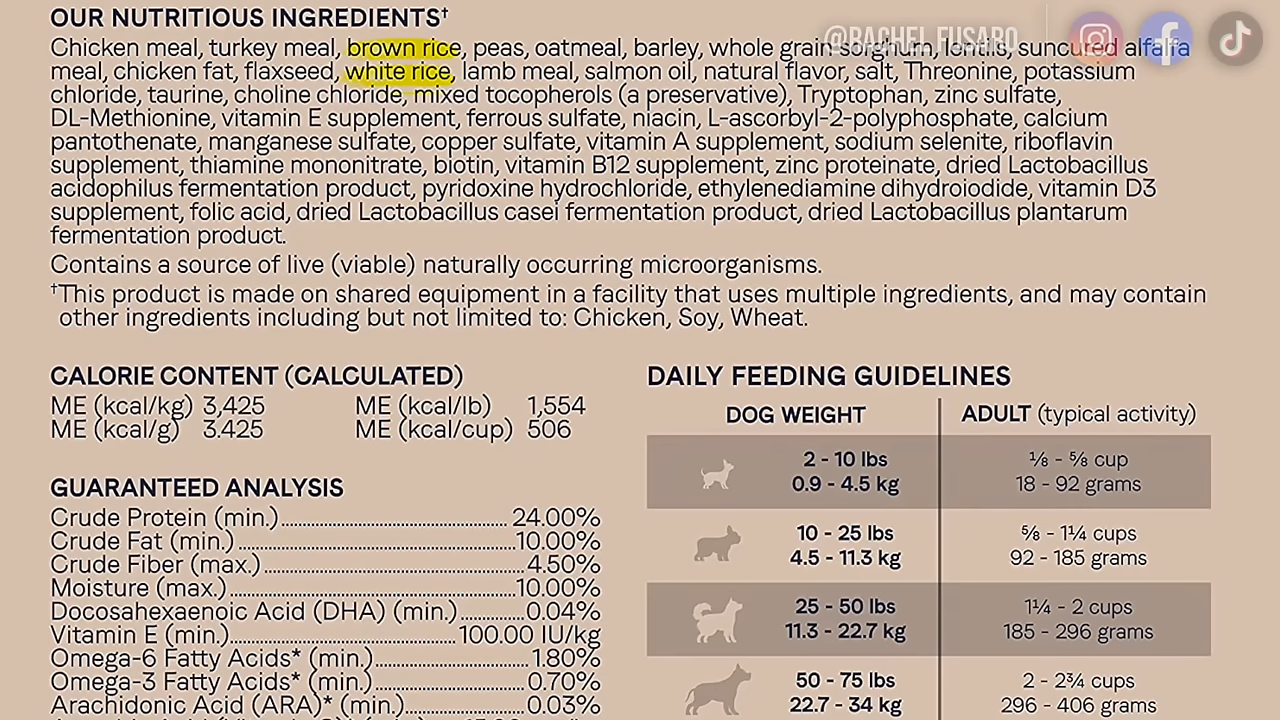 OUR NUTRITIOUS INGREDIENTS†
@RACHEL_FUSARO
Chicken meal, turkey meal, brown rice, peas, oatmeal, barley, whole grain sorghum, lentils, suncured alfalfa
meal, chicken fat, flaxseed, white rice, lamb meal, salmon oil, natural flavor, salt, Threonine, potassium
chloride, taurine, choline chloride, mixed tocopherols (a preservative), Tryptophan, zinc sulfate,
DL-Methionine, vitamin E supplement, ferrous sulfate, niacin, L-ascorbyl-2-polyphosphate, calcium
pantothenate, manganese sulfate, copper sulfate, vitamin A supplement, sodium selenite, riboflavin
supplement, thiamine mononitrate, biotin, vitamin B12 supplement, zinc proteinate, dried Lactobacillus
acidophilus fermentation product, pyridoxine hydrochloride, ethylenediamine dihydroiodide, vitamin D3
supplement, folic acid, dried Lactobacillus casei fermentation product, dried Lactobacillus plantarum
fermentation product.
Contains a source of live (viable) naturally occurring microorganisms.
†This product is made on shared equipment in a facility that uses multiple ingredients, and may contain
other ingredients including but not limited to: Chicken, Soy, Wheat.
CALORIE CONTENT (CALCULATED)
ME (kcal/kg) 3,425 ME (kcal/lb) 1,554
ME (kcal/g) 3.425 ME (kcal/cup) 506
GUARANTEED ANALYSIS
Crude Protein (min.) 24.00%
Crude Fat (min.) 10.00%
Crude Fiber (max.) 4.50%
Moisture (max.) 10.00%
Docosahexaenoic Acid (DHA) (min.) 0.04%
Vitamin E (min.) 100.00 IU/kg
Omega-6 Fatty Acids* (min.) 1.80%
Omega-3 Fatty Acids* (min.) 0.70%
Arachidonic Acid (ARA)* (min.) 0.03%
DAILY FEEDING GUIDELINES
DOG WEIGHT ADULT (typical activity)
2 - 10 lbs ⅛ - ⅝ cup
0.9 - 4.5 kg 18 - 92 grams
10 - 25 lbs ⅝ - 1¼ cups
4.5 - 11.3 kg 92 - 185 grams
25 - 50 lbs 1¼ - 2 cups
11.3 - 22.7 kg 185 - 296 grams
50 - 75 lbs 2 - 2¾ cups
22.7 - 34 kg 296 - 406 grams